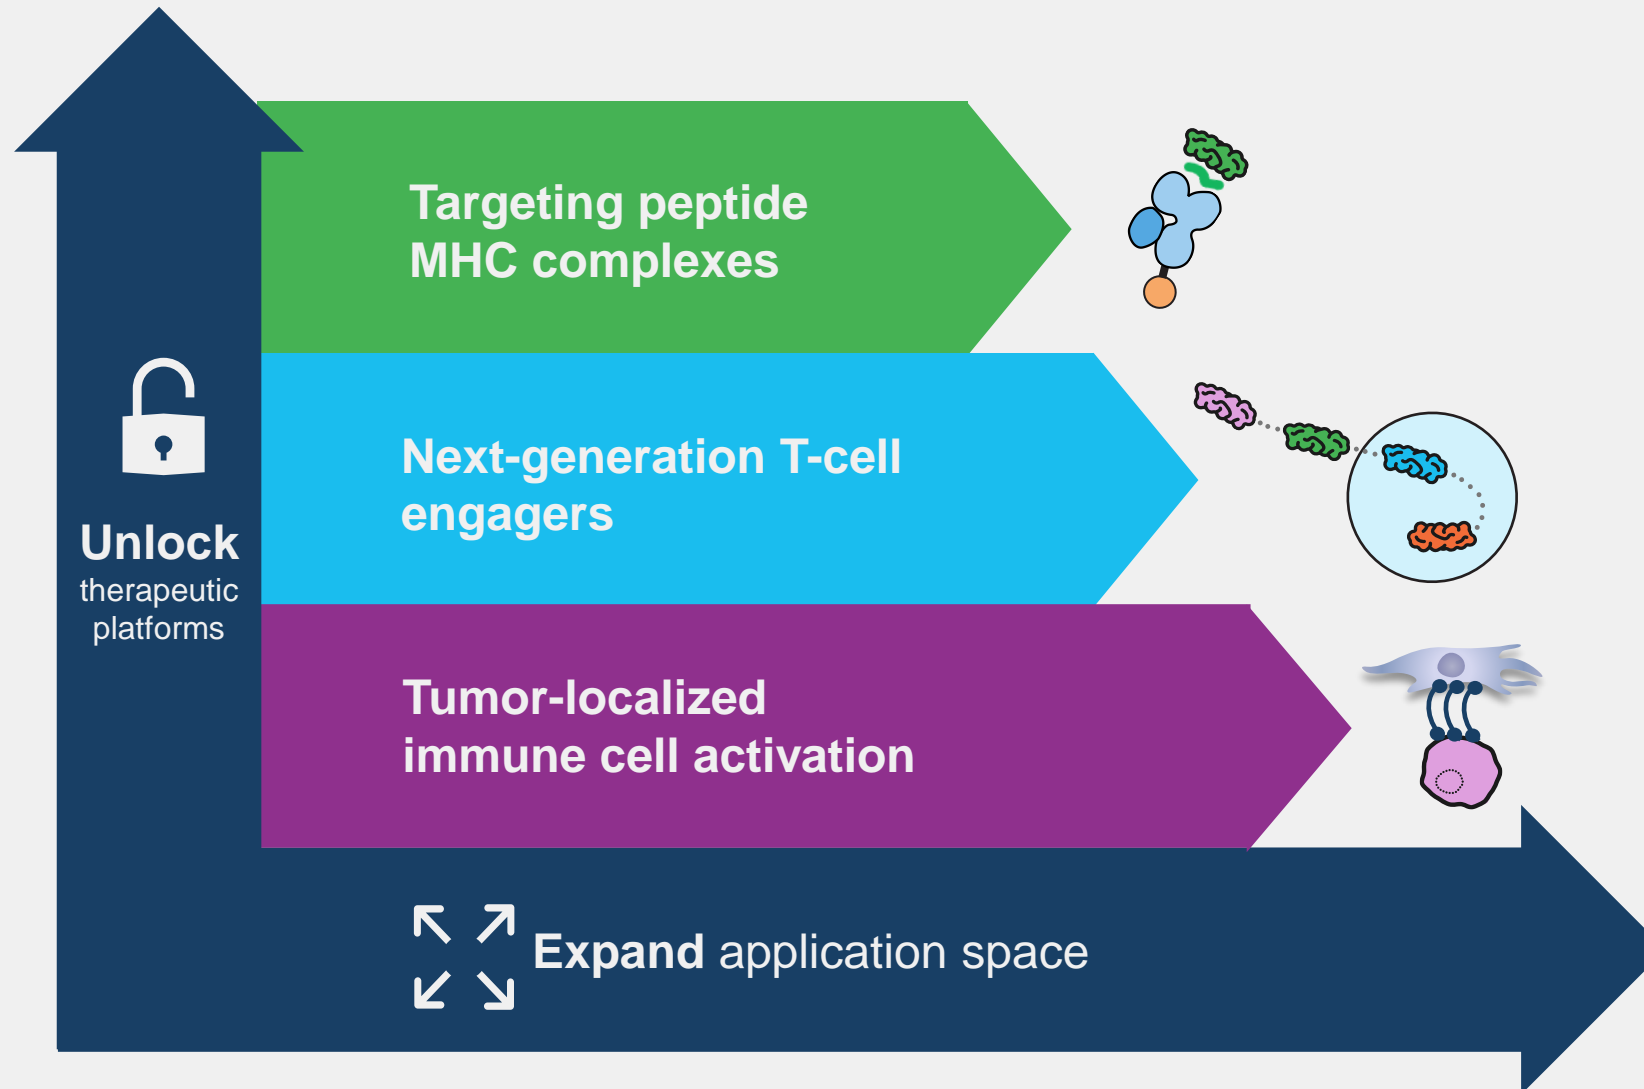 Targeting peptide
MHC complexes
Next-generation T-cell
engagers
Unlock
therapeutic
platforms
Tumor-localized
immune cell activation
Expand application space